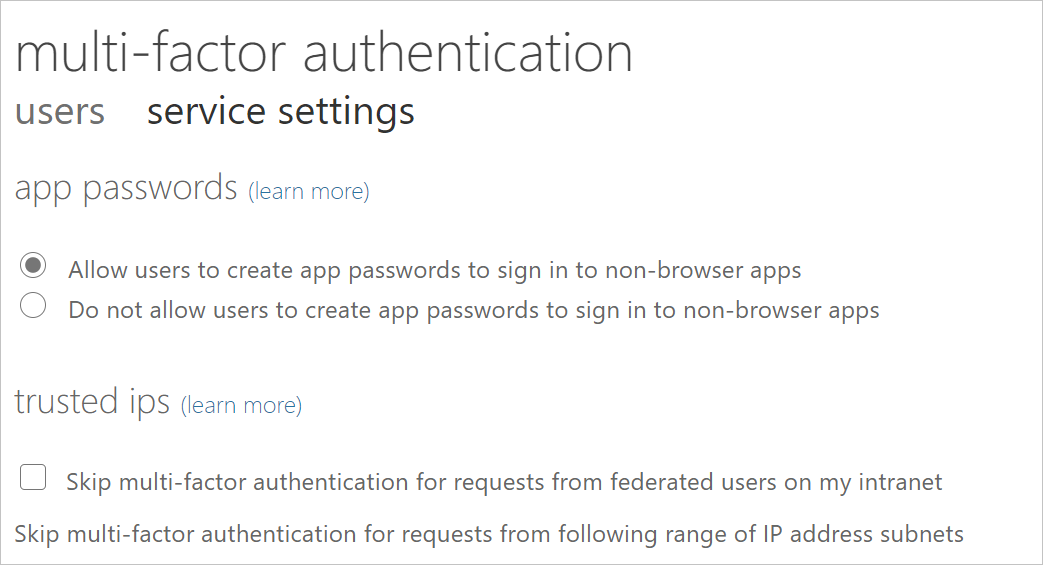 multi-factor authentication
users service settings
app passwords (learn more)
Allow users to create app passwords to sign in to non-browser apps
Do not allow users to create app passwords to sign in to non-browser apps
trusted ips (learn more)
Skip multi-factor authentication for requests from federated users on my intranet
Skip multi-factor authentication for requests from following range of IP address subnets